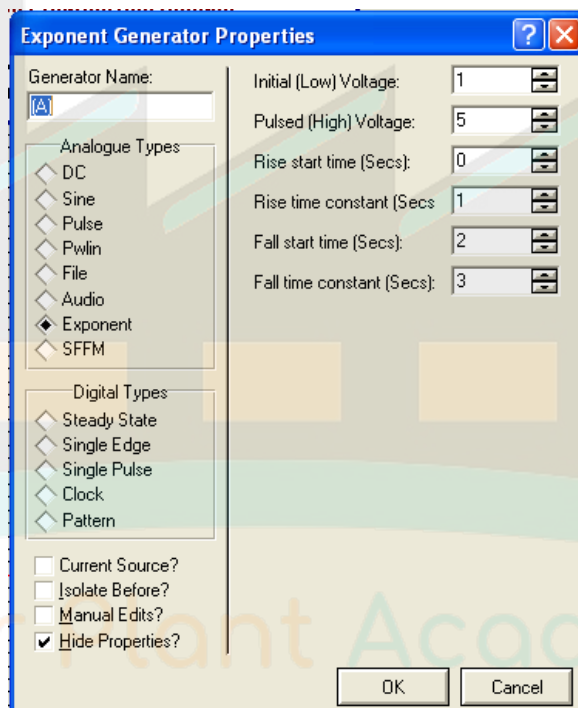 Exponent Generator Properties
Generator Name:
(A)
Analogue Types
DC
Sine
Pulse
Pwlin
File
Audio
Exponent
SFFM
Digital Types
Steady State
Single Edge
Single Pulse
Clock
Pattern
Current Source?
Isolate Before?
Manual Edits?
Hide Properties?
Initial (Low) Voltage: 1
Pulsed (High) Voltage: 5
Rise start time (Secs): 0
Rise time constant (Secs 1
Fall start time (Secs): 2
Fall time constant (Secs): 3
Plant Acad
OK Cancel